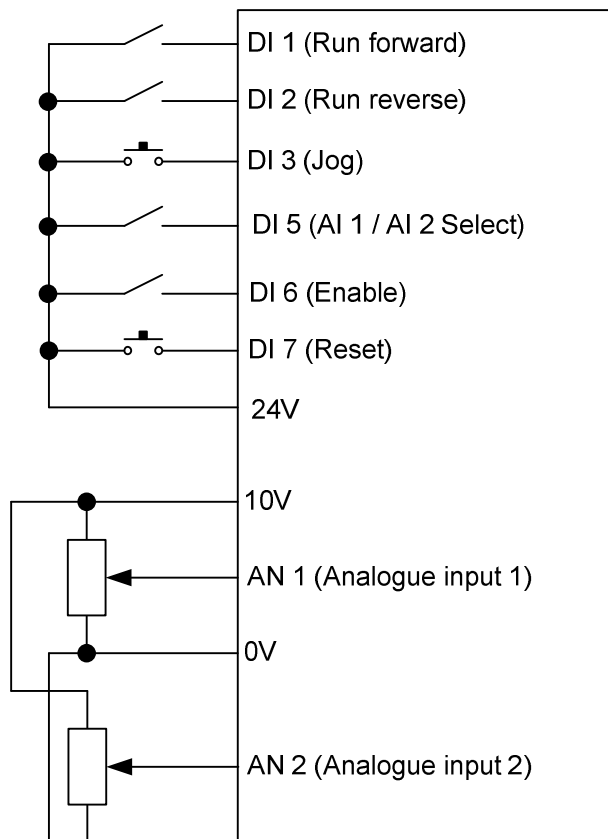 DI 1 (Run forward)
DI 2 (Run reverse)
DI 3 (Jog)
DI 5 (AI 1 / AI 2 Select)
DI 6 (Enable)
DI 7 (Reset)
24V
10V
AN 1 (Analogue input 1)
0V
AN 2 (Analogue input 2)